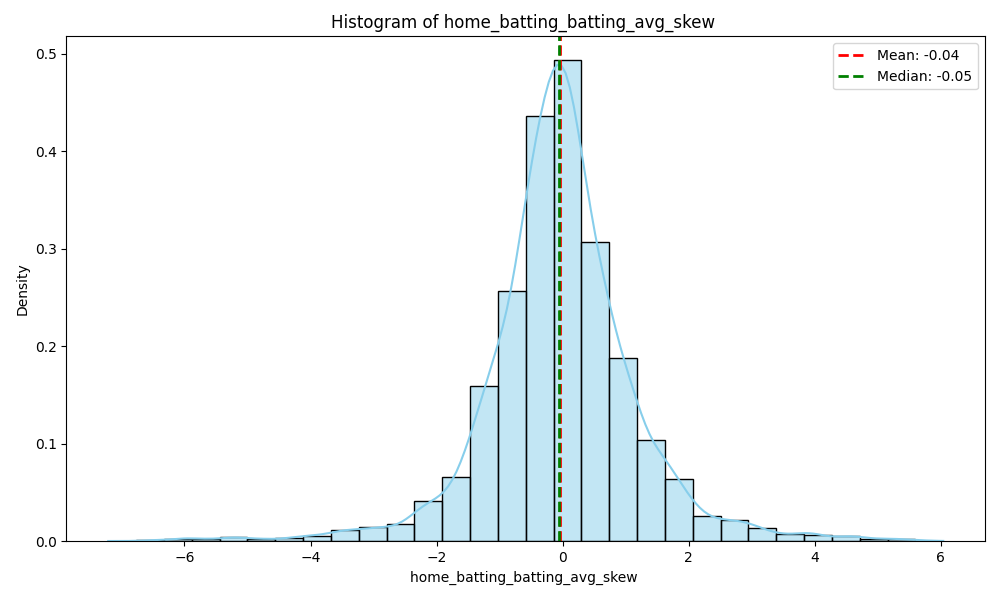 Histogram of home_batting_batting_avg_skew
Mean: -0.04
Median: -0.05
0.5
0.4
0.3
0.2
0.1
0.0
Density
−6
−4
−2
0
2
4
6
home_batting_batting_avg_skew